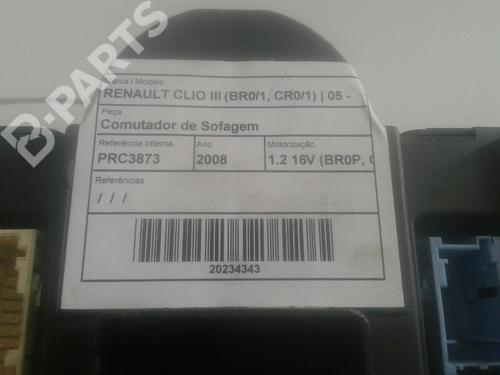 B-PARTS
Marca / Modelo
RENAULT CLIO III (BR0/1, CR0/1) | 05 -
Peça
Comutador de Sofagem
Referência Interna Ano Motorização
PRC3873 2008 1.2 16V (BR0P, C
Referências
/ / /
20234343